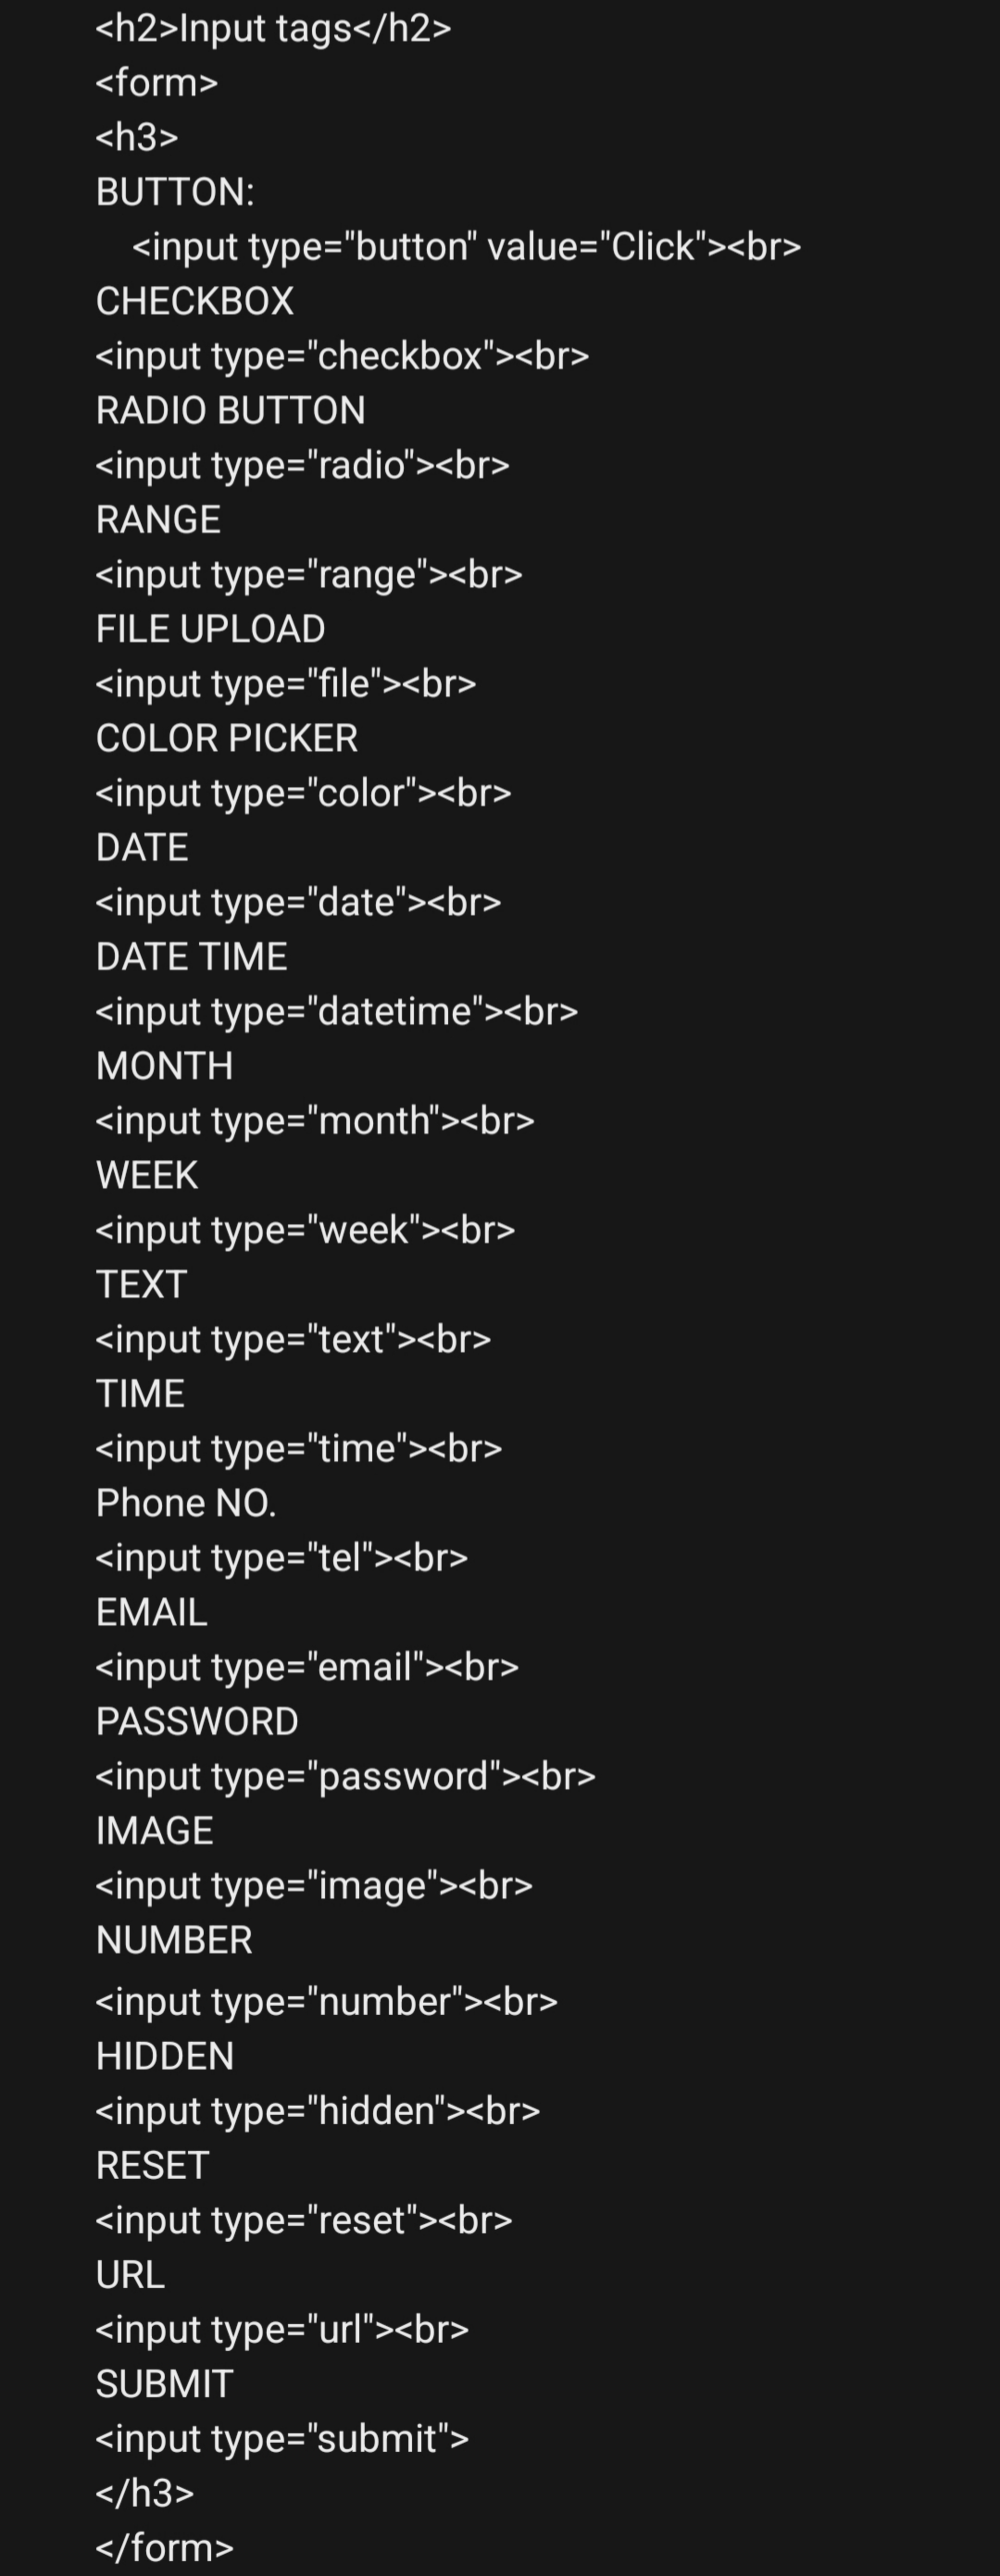 <h2>Input tags</h2>
<form>
<h3>
BUTTON:
<input type="button" value="Click"><br>
CHECKBOX
<input type="checkbox"><br>
RADIO BUTTON
<input type="radio"><br>
RANGE
<input type="range"><br>
FILE UPLOAD
<input type="file"><br>
COLOR PICKER
<input type="color"><br>
DATE
<input type="date"><br>
DATE TIME
<input type="datetime"><br>
MONTH
<input type="month"><br>
WEEK
<input type="week"><br>
TEXT
<input type="text"><br>
TIME
<input type="time"><br>
Phone NO.
<input type="tel"><br>
EMAIL
<input type="email"><br>
PASSWORD
<input type="password"><br>
IMAGE
<input type="image"><br>
NUMBER
<input type="number"><br>
HIDDEN
<input type="hidden"><br>
RESET
<input type="reset"><br>
URL
<input type="url"><br>
SUBMIT
<input type="submit">
</h3>
</form>